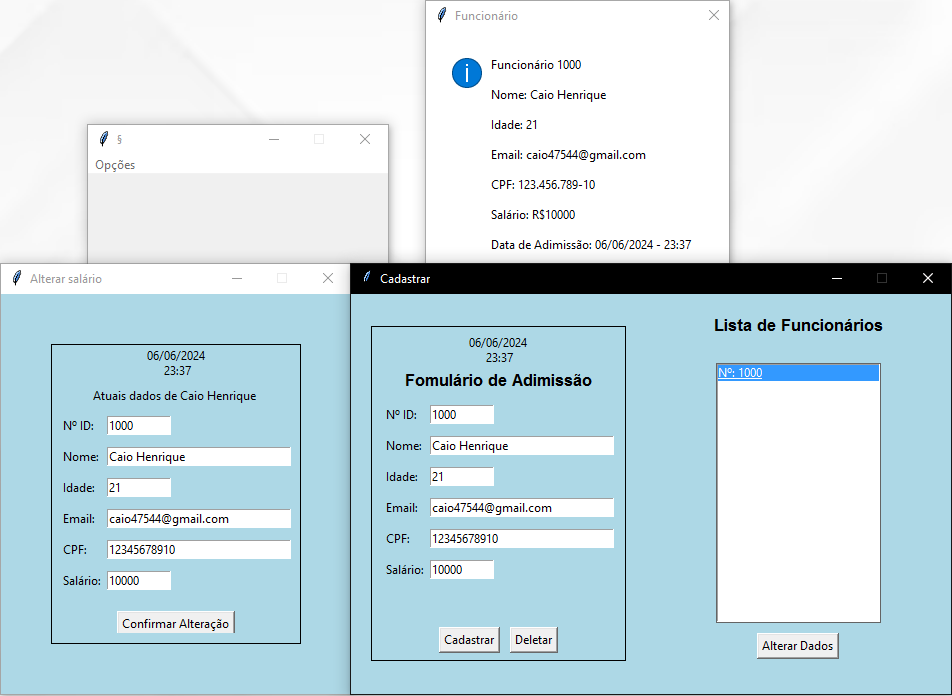 Funcionário
Funcionário 1000
Nome: Caio Henrique
Idade: 21
Email: caio47544@gmail.com
CPF: 123.456.789-10
Salário: R$10000
Data de Adimissão: 06/06/2024 - 23:37
§
Opções
Alterar salário
06/06/2024
23:37
Atuais dados de Caio Henrique
Nº ID: 1000
Nome: Caio Henrique
Idade: 21
Email: caio47544@gmail.com
CPF: 12345678910
Salário: 10000
Confirmar Alteração
Cadastrar
06/06/2024
23:37
Fomulário de Adimissão
Nº ID: 1000
Nome: Caio Henrique
Idade: 21
Email: caio47544@gmail.com
CPF: 12345678910
Salário: 10000
Cadastrar Deletar
Lista de Funcionários
Nº: 1000
Alterar Dados